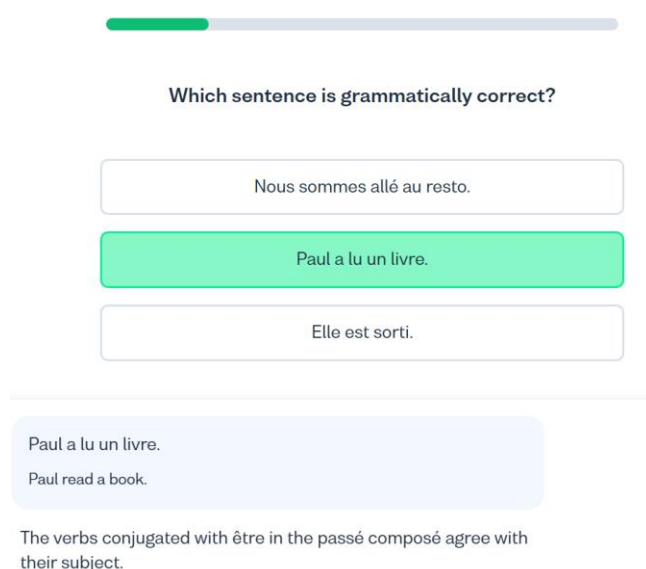 Which sentence is grammatically correct?
Nous sommes allé au resto.
Paul a lu un livre.
Elle est sorti.
Paul a lu un livre.
Paul read a book.
The verbs conjugated with être in the passé composé agree with
their subject.